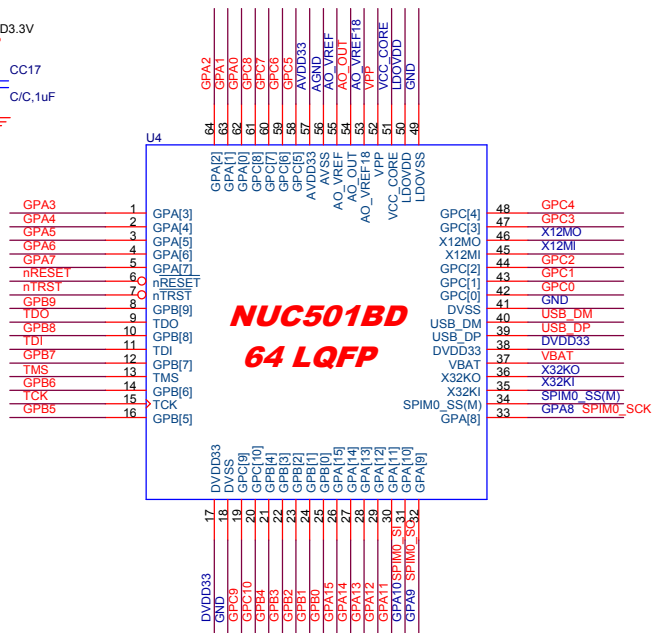 D3.3V
CC17
C/C,1uF
GPA2
GPA1
GPA0
GPC8
GPC7
GPC6
GPC5
AVDD33
AGND
AO_VREF
AO_OUT
AO_VREF18
VPP
VCC_CORE
LDOVDD
GND
U4
64
63
62
61
60
59
58
57
56
55
54
53
52
51
50
49
GPA[2]
GPA[1]
GPA[0]
GPC[8]
GPC[7]
GPC[6]
GPC[5]
AVDD33
AVSS
AO_VREF
AO_OUT
AO_VREF18
VPP
VCC_CORE
LDOVDD
LDOVSS
GPA3 1 GPA[3]
GPA4 2 GPA[4]
GPA5 3 GPA[5]
GPA6 4 GPA[6]
GPA7 5 GPA[7]
nRESET 6 nRESET
nTRST 7 nTRST
GPB9 8 GPB[9]
TDO 9 TDO
GPB8 10 GPB[8]
TDI 11 TDI
GPB7 12 GPB[7]
TMS 13 TMS
GPB6 14 GPB[6]
TCK 15 TCK
GPB5 16 GPB[5]
NUC501BD
64 LQFP
GPC[4] 48 GPC4
GPC[3] 47 GPC3
X12MO 46 X12MO
X12MI 45 X12MI
GPC[2] 44 GPC2
GPC[1] 43 GPC1
GPC[0] 42 GPC0
DVSS 41 GND
USB_DM 40 USB_DM
USB_DP 39 USB_DP
DVDD33 38 DVDD33
VBAT 37 VBAT
X32KO 36 X32KO
X32KI 35 X32KI
SPIM0_SS(M) 34 SPIM0_SS(M)
GPA[8] 33 GPA8 SPIM0_SCK
DVDD33
DVSS
GPC[9]
GPC[10]
GPB[4]
GPB[3]
GPB[2]
GPB[1]
GPB[0]
GPA[15]
GPA[14]
GPA[13]
GPA[12]
GPA[11]
GPA[10]
GPA[9]
17
18
19
20
21
22
23
24
25
26
27
28
29
30
31
32
DVDD33
GND
GPC9
GPC10
GPB4
GPB3
GPB2
GPB1
GPB0
GPA15
GPA14
GPA13
GPA12
GPA11
GPA10 SPIM0_SI
GPA9 SPIM0_SO